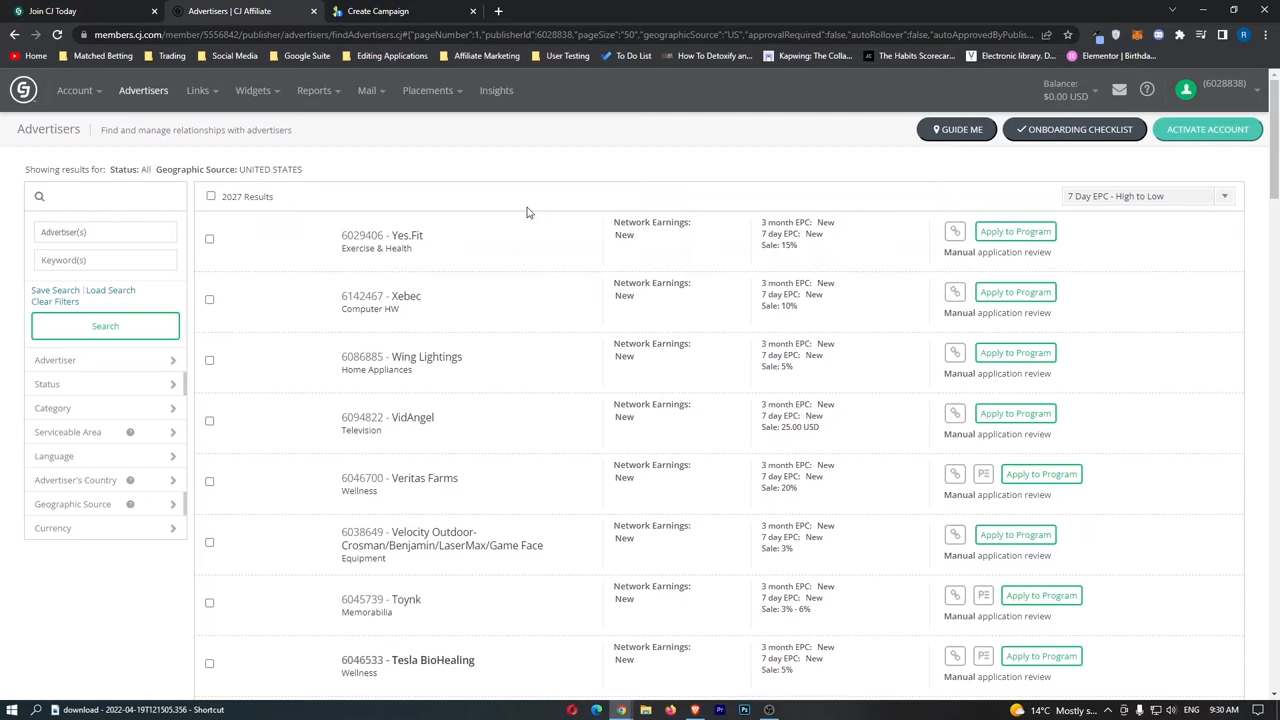 Join CJ Today
Advertisers | CJ Affiliate
Create Campaign
members.cj.com/member/5556842/publisher/advertisers/findAdvertisers.cj#{"pageNumber":1,"publisherId":6028838,"pageSize":"50","geographicSource":"US","approvalRequired":false,"autoRollover":false,"autoApprovedByPublis...
Home
Matching
Trading
Studying
Google Suite
Editing Applications
Affiliate
User Testing
To Do List
How To Detoxify an...
Kapwing: The Colla...
The Habits Scorecar...
Electronic library. D...
Elementor | Birthda...
Account
Advertisers
Links
Widgets
Reports
Mail
Placements
Insights
Balance:
$0.00 USD
(6028838)
Advertisers
Find and manage relationships with advertisers
GUIDE ME
ONBOARDING CHECKLIST
ACTIVATE ACCOUNT
Showing results for: Status: All Geographic Source: UNITED STATES
2027 Results
7 Day EPC - High to Low
Advertiser(s)
Keyword(s)
Save Search | Load Search
Clear Filters
Search
Advertiser
Status
Category
Serviceable Area
Language
Advertiser's Country
Geographic Source
Currency
6029406 - Yes.Fit
Exercise & Health
Network Earnings:
New
3 month EPC: New
7 day EPC: New
Sale: 15%
Apply to Program
Manual application review
6142467 - Xebec
Computer HW
Network Earnings:
New
3 month EPC: New
7 day EPC: New
Sale: 10%
Apply to Program
Manual application review
6086885 - Wing Lightings
Home Appliances
Network Earnings:
New
3 month EPC: New
7 day EPC: New
Sale: 5%
Apply to Program
Manual application review
6094822 - VidAngel
Television
Network Earnings:
New
3 month EPC: New
7 day EPC: New
Sale: 25.00 USD
Apply to Program
Manual application review
6046700 - Veritas Farms
Wellness
Network Earnings:
New
3 month EPC: New
7 day EPC: New
Sale: 20%
Apply to Program
Manual application review
6038649 - Velocity Outdoor-
Crosman/Benjamin/LaserMax/Game Face
Equipment
Network Earnings:
New
3 month EPC: New
7 day EPC: New
Sale: 3%
Apply to Program
Manual application review
6045739 - Toynk
Memorabilia
Network Earnings:
New
3 month EPC: New
7 day EPC: New
Sale: 3% - 6%
Apply to Program
Manual application review
6046533 - Tesla BioHealing
Wellness
Network Earnings:
New
3 month EPC: New
7 day EPC: New
Sale: 5%
Apply to Program
Manual application review
download - 2022-04-19T121505.356 - Shortcut
14°C Mostly s...
9:30 AM